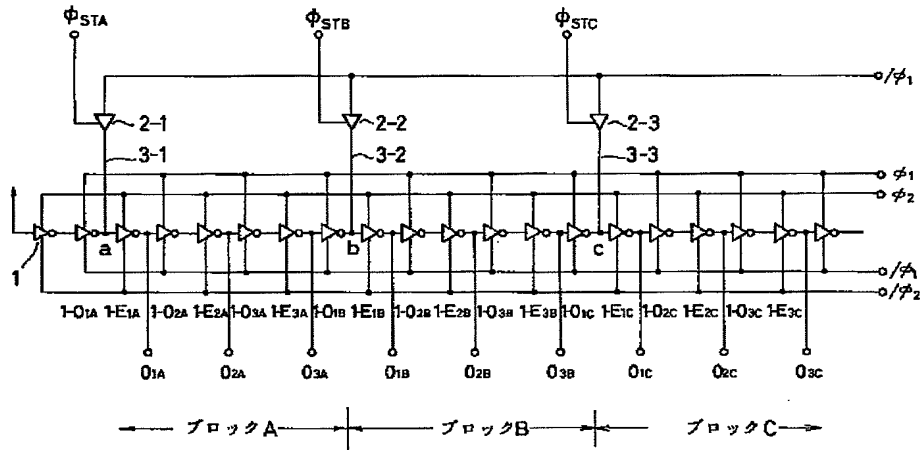 ϕSTA ϕSTB ϕSTC
/ϕ1
2-1 2-2 2-3
3-1 3-2 3-3
ϕ1
ϕ2
a b c
1
/ϕ1
/ϕ2
1-O1A 1-E1A 1-O2A 1-E2A 1-O3A 1-E3A 1-O1B 1-E1B 1-O2B 1-E2B 1-O3B 1-E3B 1-O1C 1-E1C 1-O2C 1-E2C 1-O3C 1-E3C
O1A O2A O3A O1B O2B O3B O1C O2C O3C
ブロックA ブロックB ブロックC